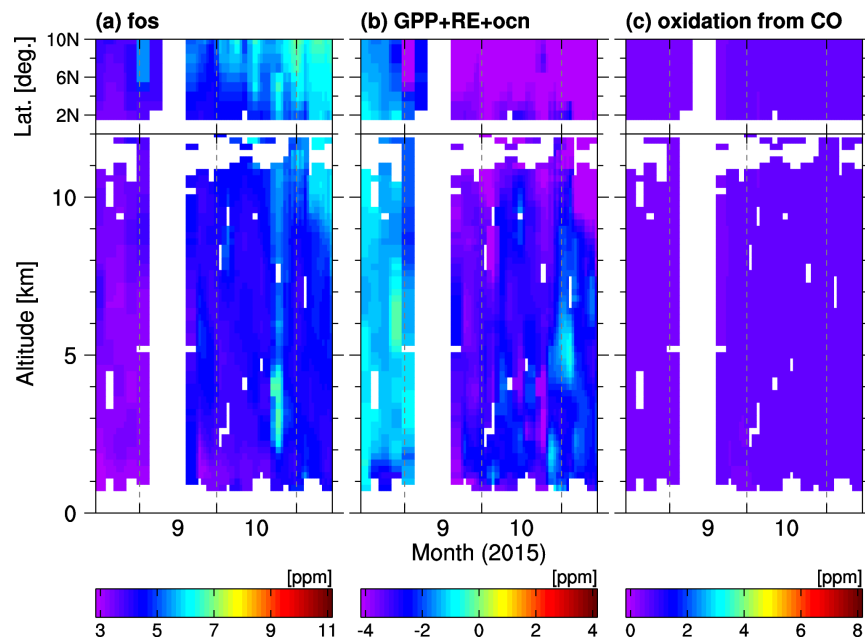 (a) fos (b) GPP+RE+ocn (c) oxidation from CO
10N
6N
2N
Lat. [deg.]
10
5
0
Altitude [km]
9 10 9 10 9 10
Month (2015)
[ppm] [ppm] [ppm]
3 5 7 9 11 -4 -2 0 2 4 0 2 4 6 8